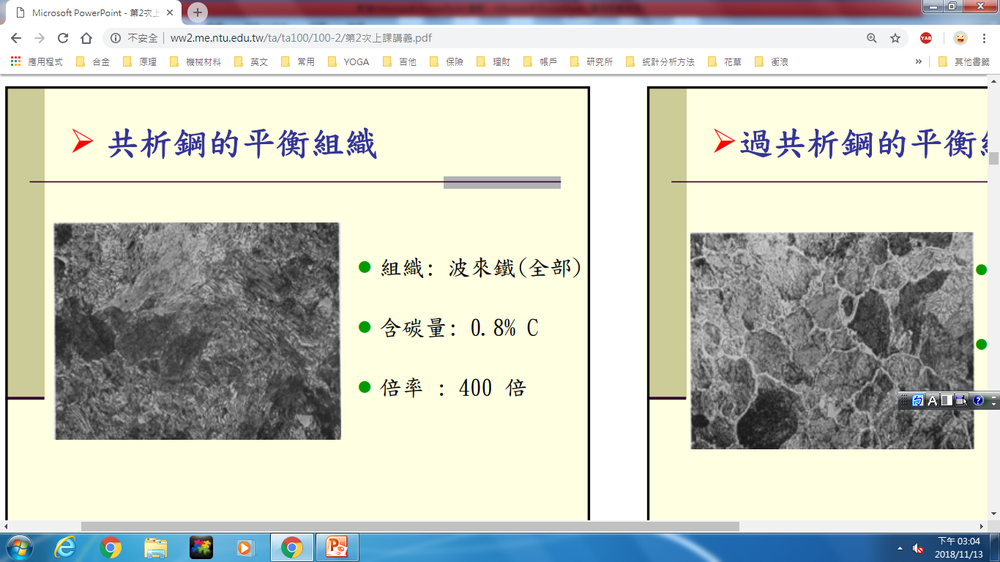 Microsoft PowerPoint - 第2次上
不安全 | ww2.me.ntu.edu.tw/ta/ta100/100-2/第2次上課講義.pdf
應用程式 合金 原理 機械材料 英文 常用 YOGA 吉他 保險 理財 帳戶 研究所 統計分析方法 花草 衝浪 » 其他書籤
共析鋼的平衡組織
組織: 波來鐵(全部)
含碳量: 0.8% C
倍率 : 400 倍
過共析鋼的平衡
下午 03:04
2018/11/13